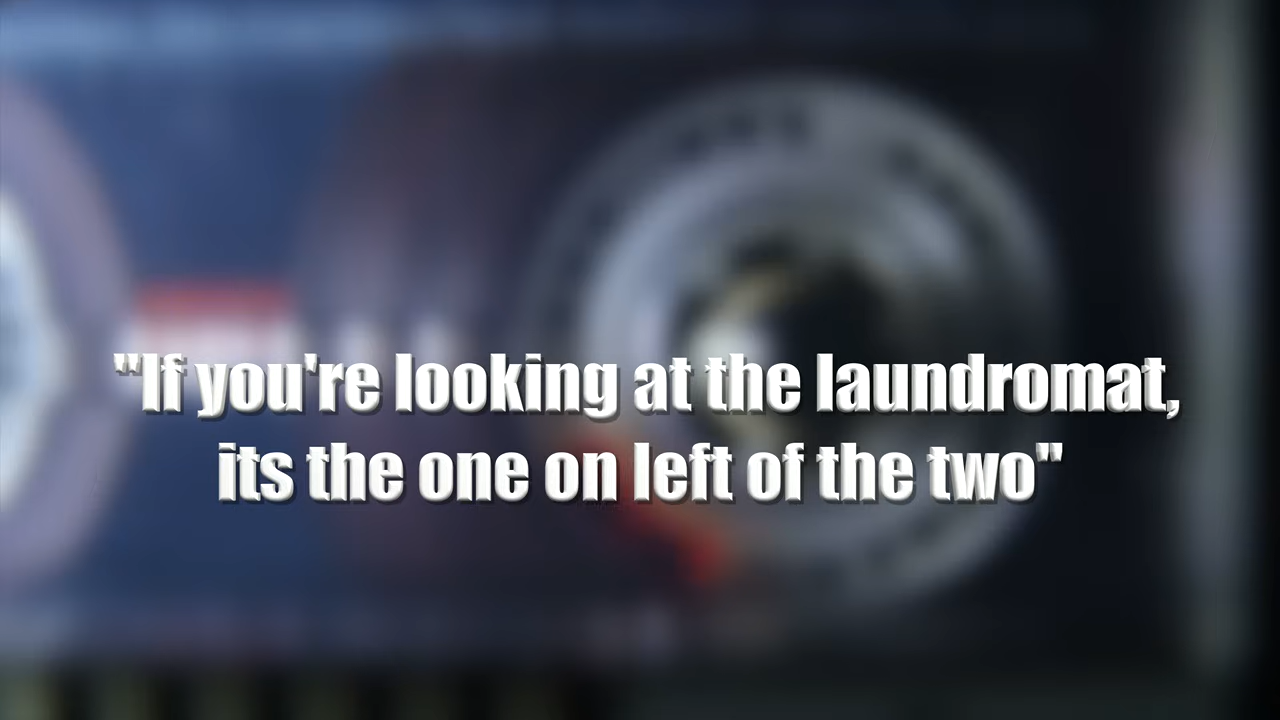 "If you're looking at the laundromat,
its the one on left of the two"